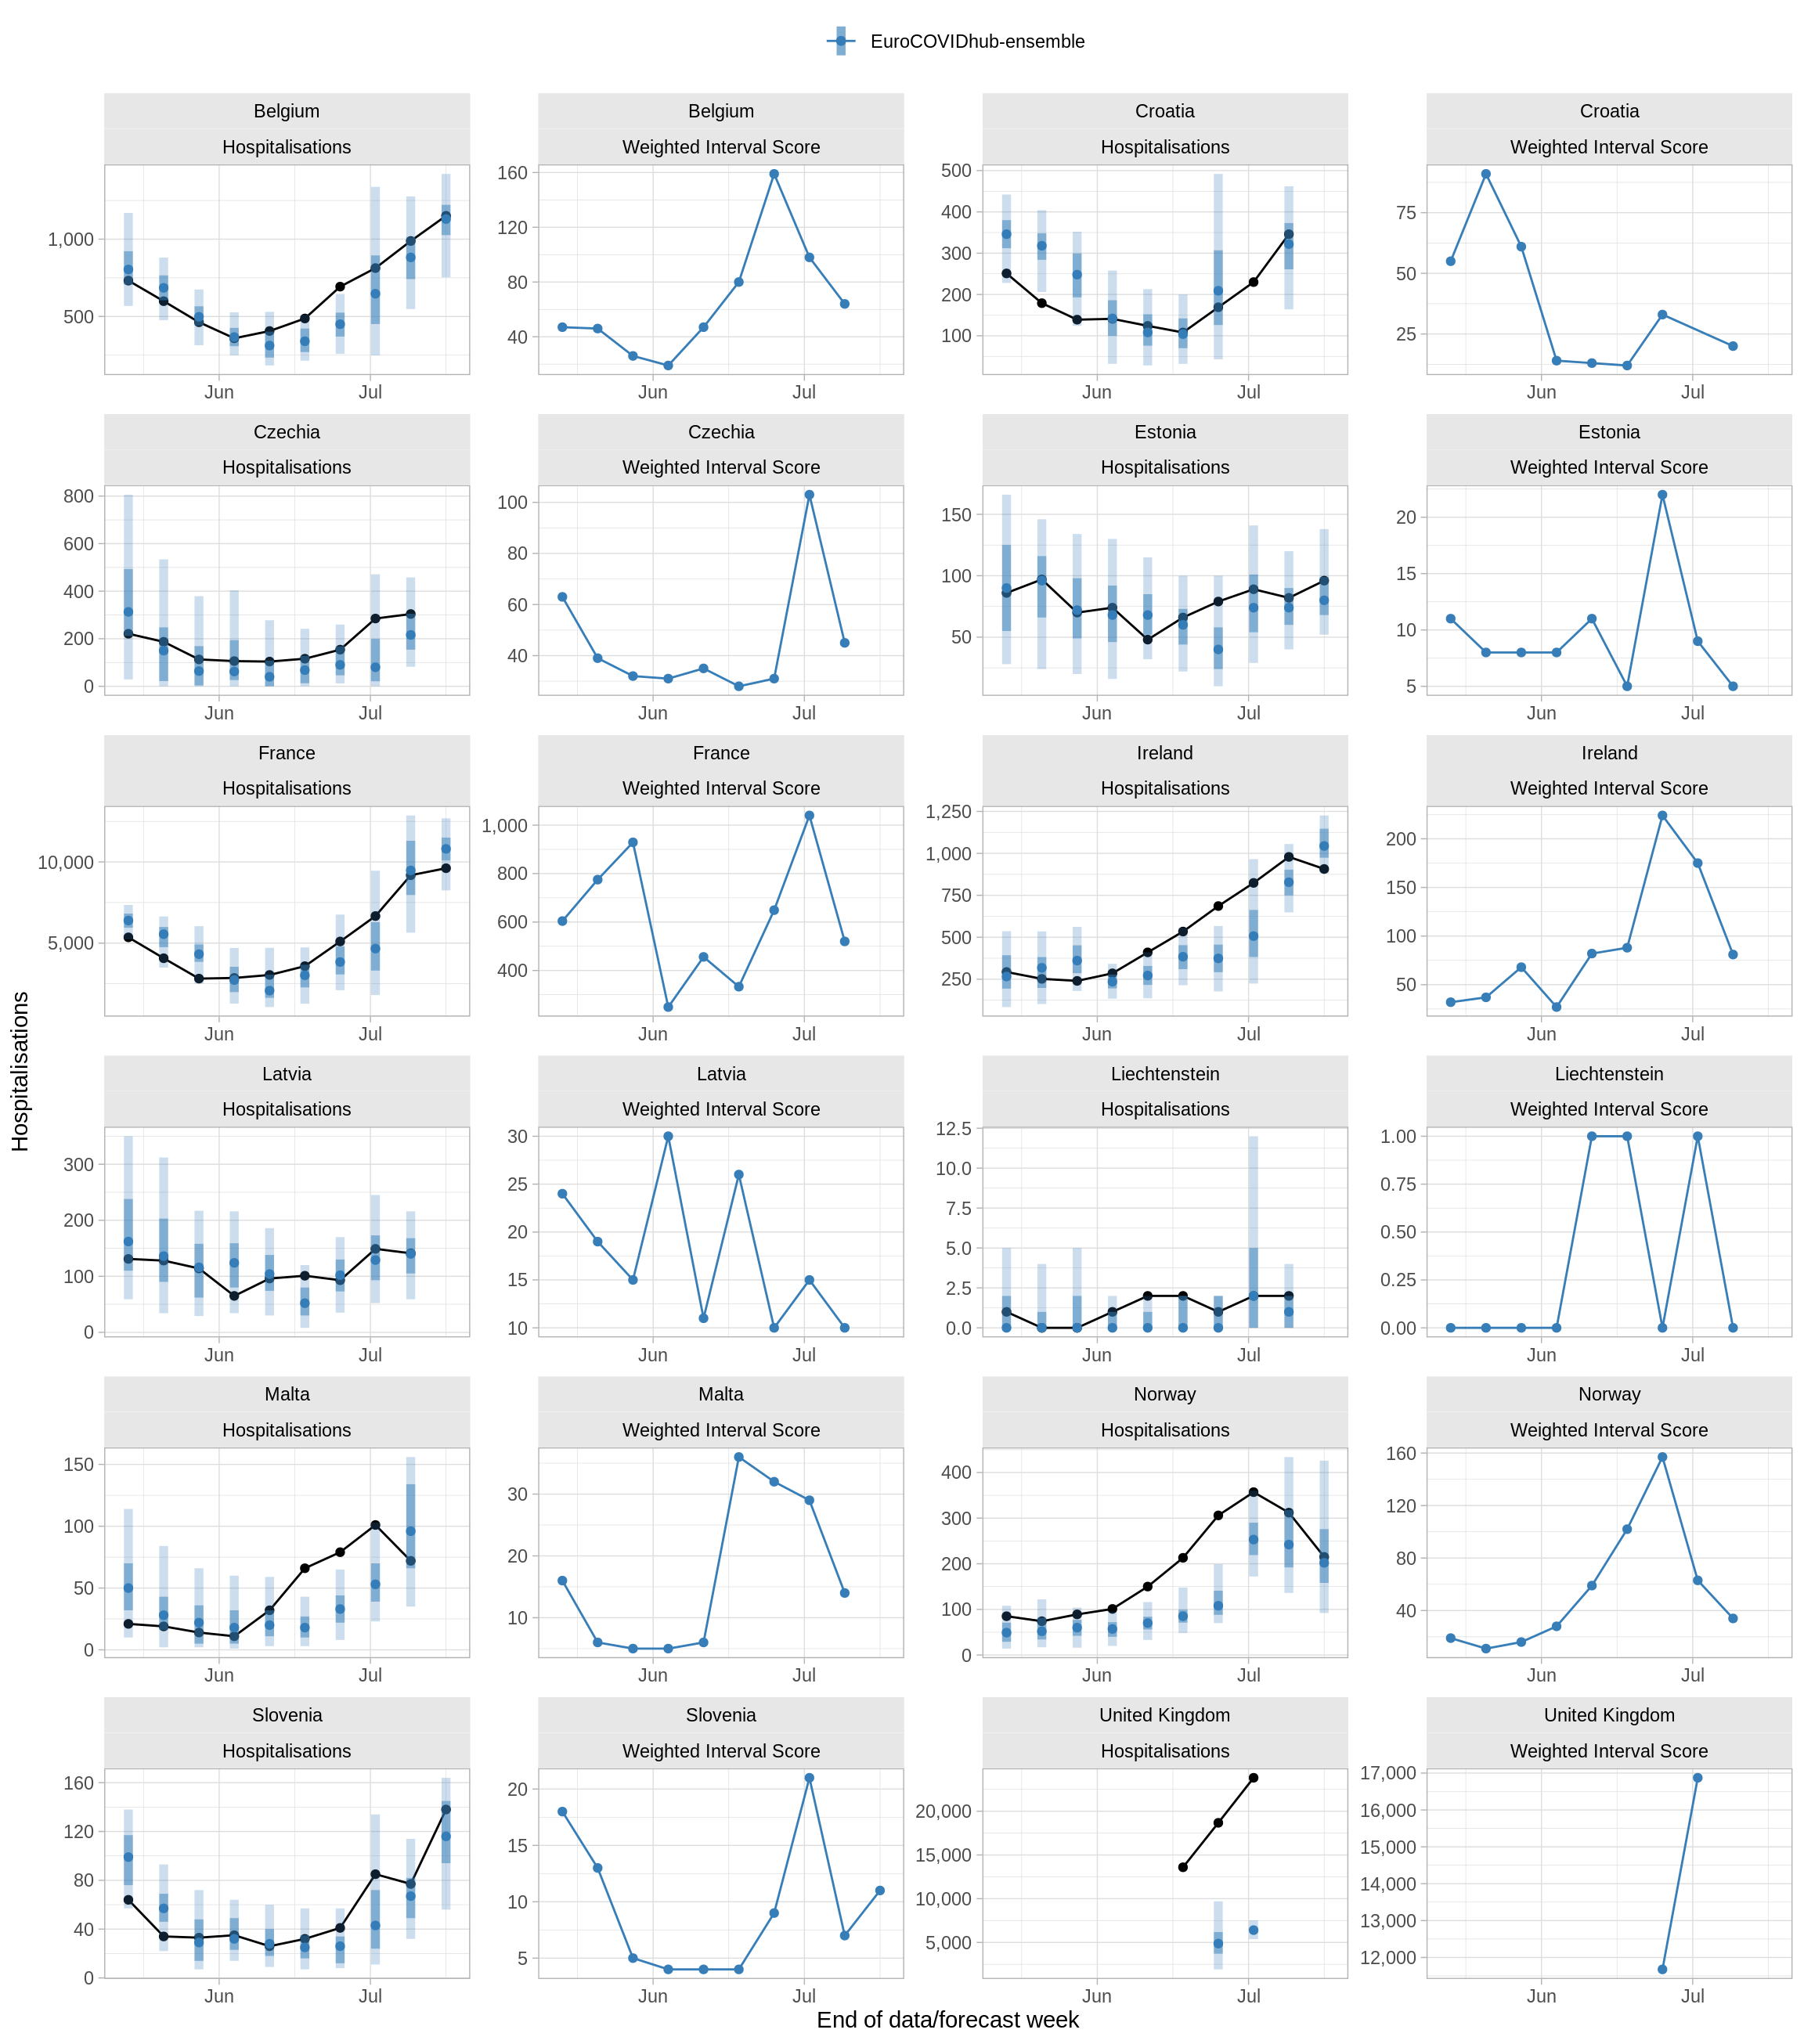 EuroCOVIDhub-ensemble
Belgium Belgium Croatia Croatia
Hospitalisations Weighted Interval Score Hospitalisations Weighted Interval Score
1,000 500 160 120 80 40 500 400 300 200 100 75 50 25
Jun Jul Jun Jul Jun Jul Jun Jul
Czechia Czechia Estonia Estonia
Hospitalisations Weighted Interval Score Hospitalisations Weighted Interval Score
800 600 400 200 0 100 80 60 40 150 100 50 20 15 10 5
Jun Jul Jun Jul Jun Jul Jun Jul
France France Ireland Ireland
Hospitalisations Weighted Interval Score Hospitalisations Weighted Interval Score
10,000 5,000 1,000 800 600 400 1,250 1,000 750 500 250 200 150 100 50
Jun Jul Jun Jul Jun Jul Jun Jul
Hospitalisations
Latvia Latvia Liechtenstein Liechtenstein
Hospitalisations Weighted Interval Score Hospitalisations Weighted Interval Score
300 200 100 0 30 25 20 15 10 12.5 10.0 7.5 5.0 2.5 0.0 1.00 0.75 0.50 0.25 0.00
Jun Jul Jun Jul Jun Jul Jun Jul
Malta Malta Norway Norway
Hospitalisations Weighted Interval Score Hospitalisations Weighted Interval Score
150 100 50 0 30 20 10 400 300 200 100 0 160 120 80 40
Jun Jul Jun Jul Jun Jul Jun Jul
Slovenia Slovenia United Kingdom United Kingdom
Hospitalisations Weighted Interval Score Hospitalisations Weighted Interval Score
160 120 80 40 0 20 15 10 5 20,000 15,000 10,000 5,000 17,000 16,000 15,000 14,000 13,000 12,000
Jun Jul Jun Jul Jun Jul Jun Jul
End of data/forecast week